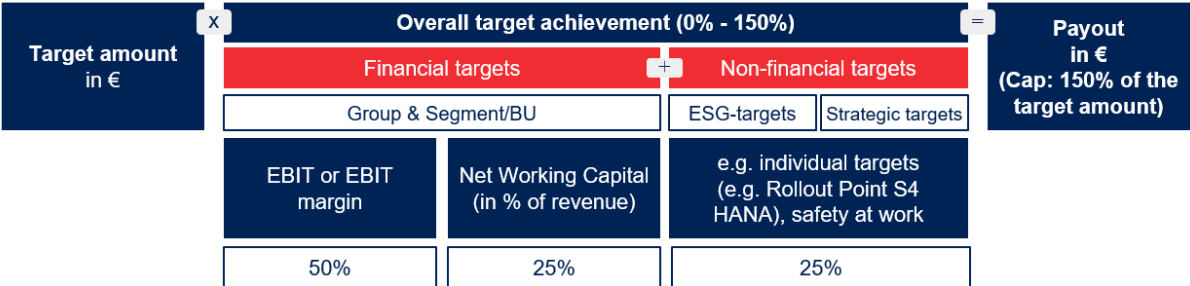 Target amount
in €
x
Overall target achievement (0% - 150%)
=
Payout
in €
(Cap: 150% of the
target amount)
Financial targets
+
Non-financial targets
Group & Segment/BU
ESG-targets
Strategic targets
EBIT or EBIT
margin
Net Working Capital
(in % of revenue)
e.g. individual targets
(e.g. Rollout Point S4
HANA), safety at work
50%
25%
25%